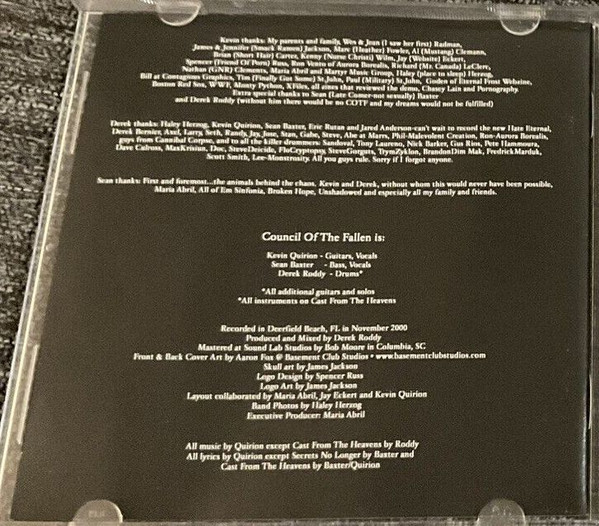 Kevin thanks: My parents and family, Wes & Jean (I saw her first) Radman,
James & Jennifer (Smack Ramen) Jackson, Marc (Heather) Fowler, Al (Mustang) Clemann,
Brian (Short Hair) Carter, Kenny (Nurse Christi) Wilm, Jay (Website) Eckert,
Spencer (Friend Of Porn) Russ, Ron Vento of Aurora Borealis, Richard (Mr. Canada) LeClerc,
Nathan (GNR) Clements, Maria Abril and Martyr Music Group, Haley (place to sleep) Herzog,
Bill at Contagious Graphics, Tim (Finally Got Some) St.John, Paul (Military) St.John, Goden of Eternal Frost Webzine,
Boston Red Sox, WWF, Monty Python, XFiles, all zines that reviewed the demo, Chasey Lain and Pornography.
Extra special thanks to Sean (Late Comer-not sexually) Baxter
and Derek Roddy (without him there would be no COTF and my dreams would not be fulfilled)
Derek thanks: Haley Herzog, Kevin Quirion, Sean Baxter, Eric Rutan and Jared Anderson-can't wait to record the new Hate Eternal,
Derek Bernier, Axel, Larry, Seth, Randy, Jay, Jose, Stan, Gabe, Steve, Abe at Marrs, Phil-Malevolent Creation, Ron-Aurora Borealis,
guys from Cannibal Corpse, and to all the killer drummers: Sandoval, Tony Laureno, Nick Barker, Gus Rios, Pete Hammoura,
Dave Culross, MaxKristus, Doc, SteveDeicide, FloCryptopsy, SteveGorguts, TrymZyklon, BrandonDim Mak, FredrickMarduk,
Scott Smith, Lee-Monstrosity. All you guys rule. Sorry if I forgot anyone.
Sean thanks: First and foremost...the animals behind the chaos, Kevin and Derek, without whom this would never have been possible,
Maria Abril, All of Em Sinfonia, Broken Hope, Unshadowed and especially all my family and friends.
Council Of The Fallen is:
Kevin Quirion - Guitars, Vocals
Sean Baxter - Bass, Vocals
Derek Roddy - Drums*
*All additional guitars and solos
*All instruments on Cast From The Heavens
Recorded in Deerfield Beach, FL in November 2000
Produced and Mixed by Derek Roddy
Mastered at Sound Lab Studios by Bob Moore in Columbia, SC
Front & Back Cover Art by Aaron Fox @ Basement Club Studios • www.basementclubstudios.com
Skull art by James Jackson
Logo Design by Spencer Russ
Logo Art by James Jackson
Layout collaborated by Maria Abril, Jay Eckert and Kevin Quirion
Band Photos by Haley Herzog
Executive Producer: Maria Abril
All music by Quirion except Cast From The Heavens by Roddy
All lyrics by Quirion except Secrets No Longer by Baxter and
Cast From The Heavens by Baxter/Quirion